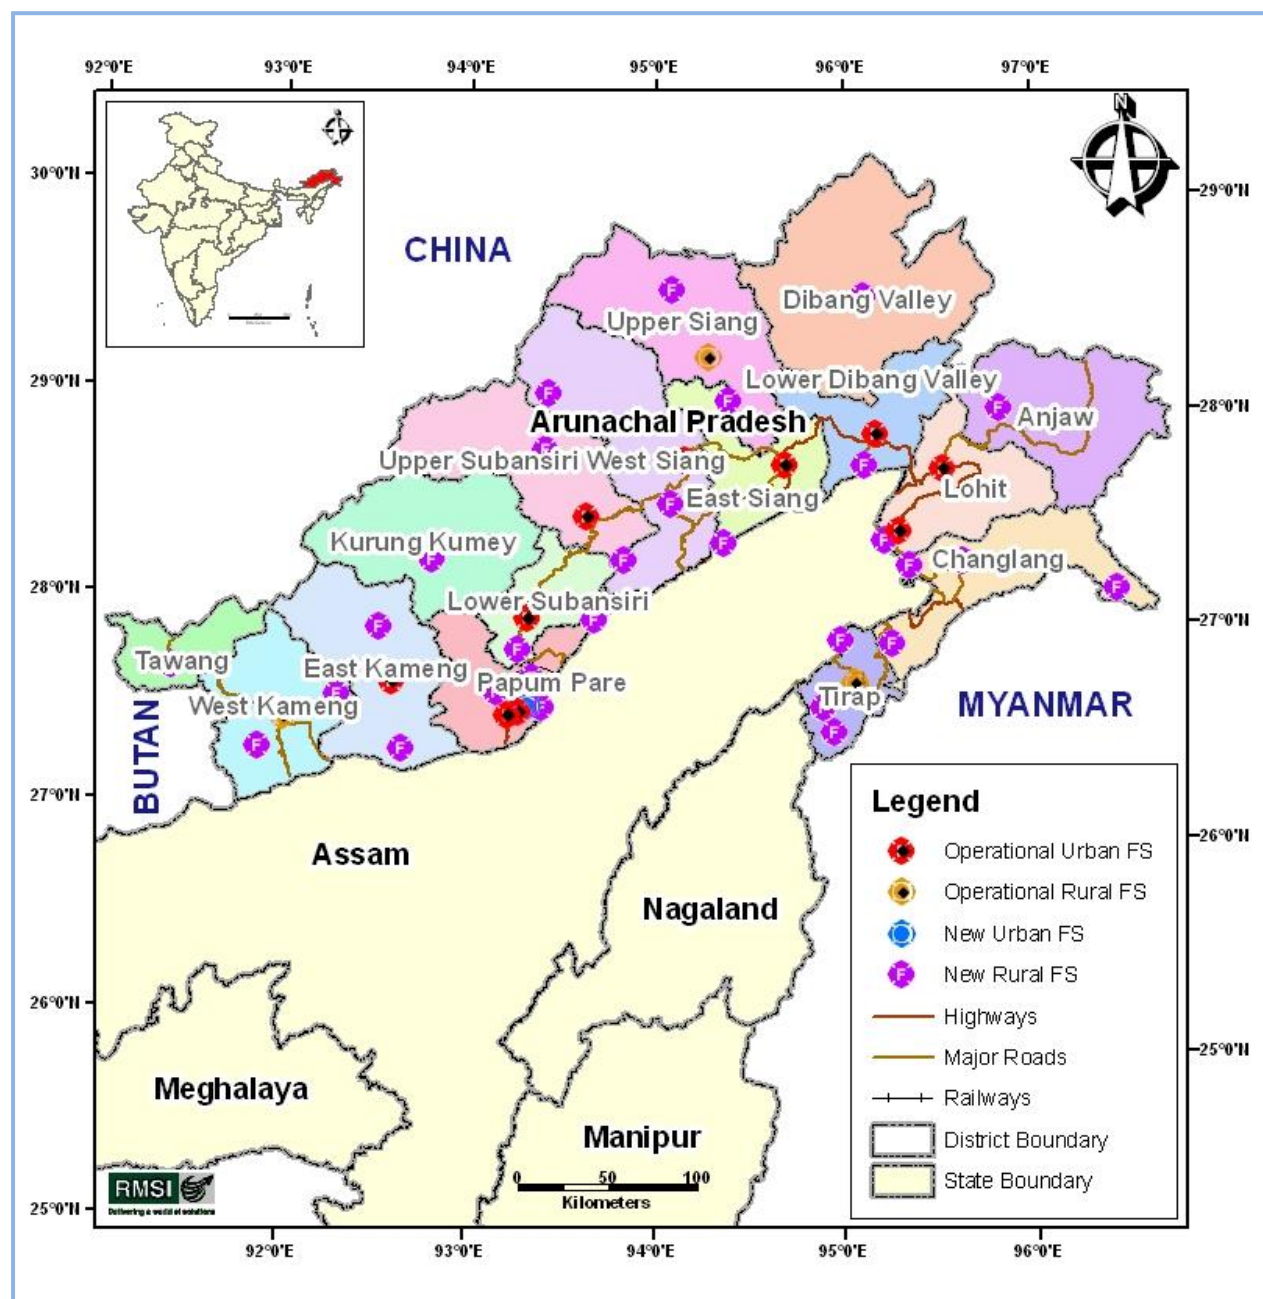 92°0'E 93°0'E 94°0'E 95°0'E 96°0'E 97°0'E
N
30°0'N
29°0'N
CHINA
Dibang Valley
Upper Siang
29°0'N
Lower Dibang Valley
28°0'N
Anjaw
Arunachal Pradesh
Upper Subansiri West Siang
East Siang
Lohit
Kurung Kumey
Changlang
28°0'N
Lower Subansiri
27°0'N
Tawang
East Kameng
Papum Pare
West Kameng
Tirap
MYANMAR
BUTAN
27°0'N
Legend
26°0'N
Assam
Operational Urban FS
Operational Rural FS
Nagaland
New Urban FS
F New Rural FS
26°0'N
Highways
25°0'N
Major Roads
Meghalaya
Railways
Manipur
District Boundary
0 50 100
Kilometers
State Boundary
RMSI
Delivering a world of solutions
25°0'N
92°0'E 93°0'E 94°0'E 95°0'E 96°0'E